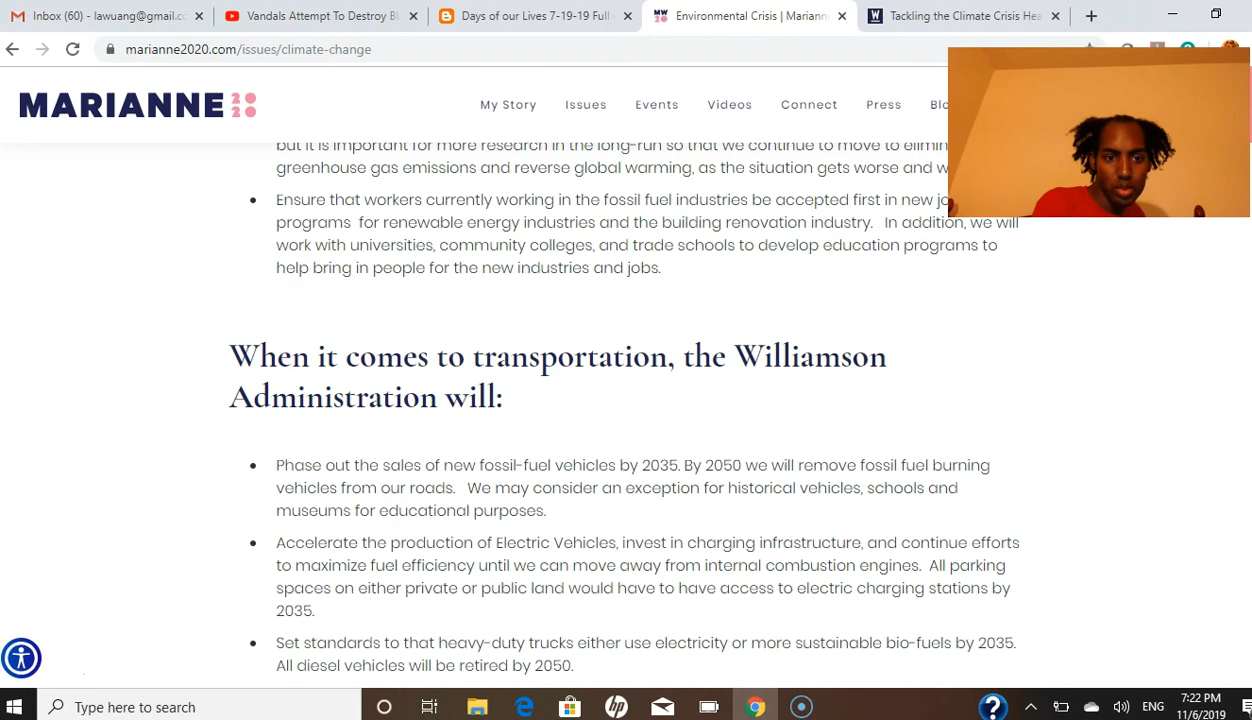 Inbox (60) - lawuang@gmail.c
Vandals Attempt To Destroy Bl
Days of our Lives 7-19-19 Full
Environmental Crisis | Marianne
Tackling the Climate Crisis Hea
marianne2020.com/issues/climate-change
MARIANNE 2020
My Story Issues Events Videos Connect Press Blo
but it is important for more research in the long-run so that we continue to move to elimin
greenhouse gas emissions and reverse global warming, as the situation gets worse and w
Ensure that workers currently working in the fossil fuel industries be accepted first in new jo
programs for renewable energy industries and the building renovation industry. In addition, we will
work with universities, community colleges, and trade schools to develop education programs to
help bring in people for the new industries and jobs.
When it comes to transportation, the Williamson
Administration will:
Phase out the sales of new fossil-fuel vehicles by 2035. By 2050 we will remove fossil fuel burning
vehicles from our roads. We may consider an exception for historical vehicles, schools and
museums for educational purposes.
Accelerate the production of Electric Vehicles, invest in charging infrastructure, and continue efforts
to maximize fuel efficiency until we can move away from internal combustion engines. All parking
spaces on either private or public land would have to have access to electric charging stations by
2035.
Set standards to that heavy-duty trucks either use electricity or more sustainable bio-fuels by 2035.
All diesel vehicles will be retired by 2050.
Type here to search
ENG
7:22 PM
11/6/2019